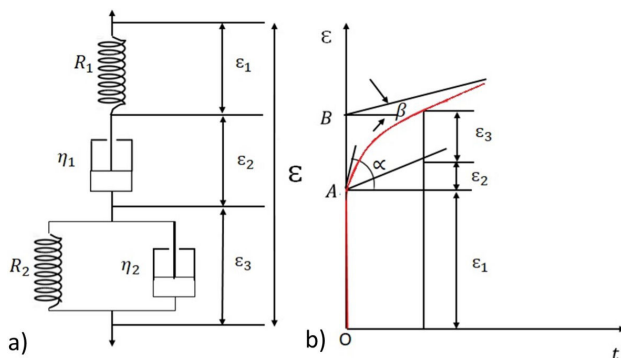 R₁
ε₁
η₁
ε₂
ε
R₂
η₂
ε₃
a)
ε
B
β
ε₃
∝
A
ε₂
ε₁
O
t
b)